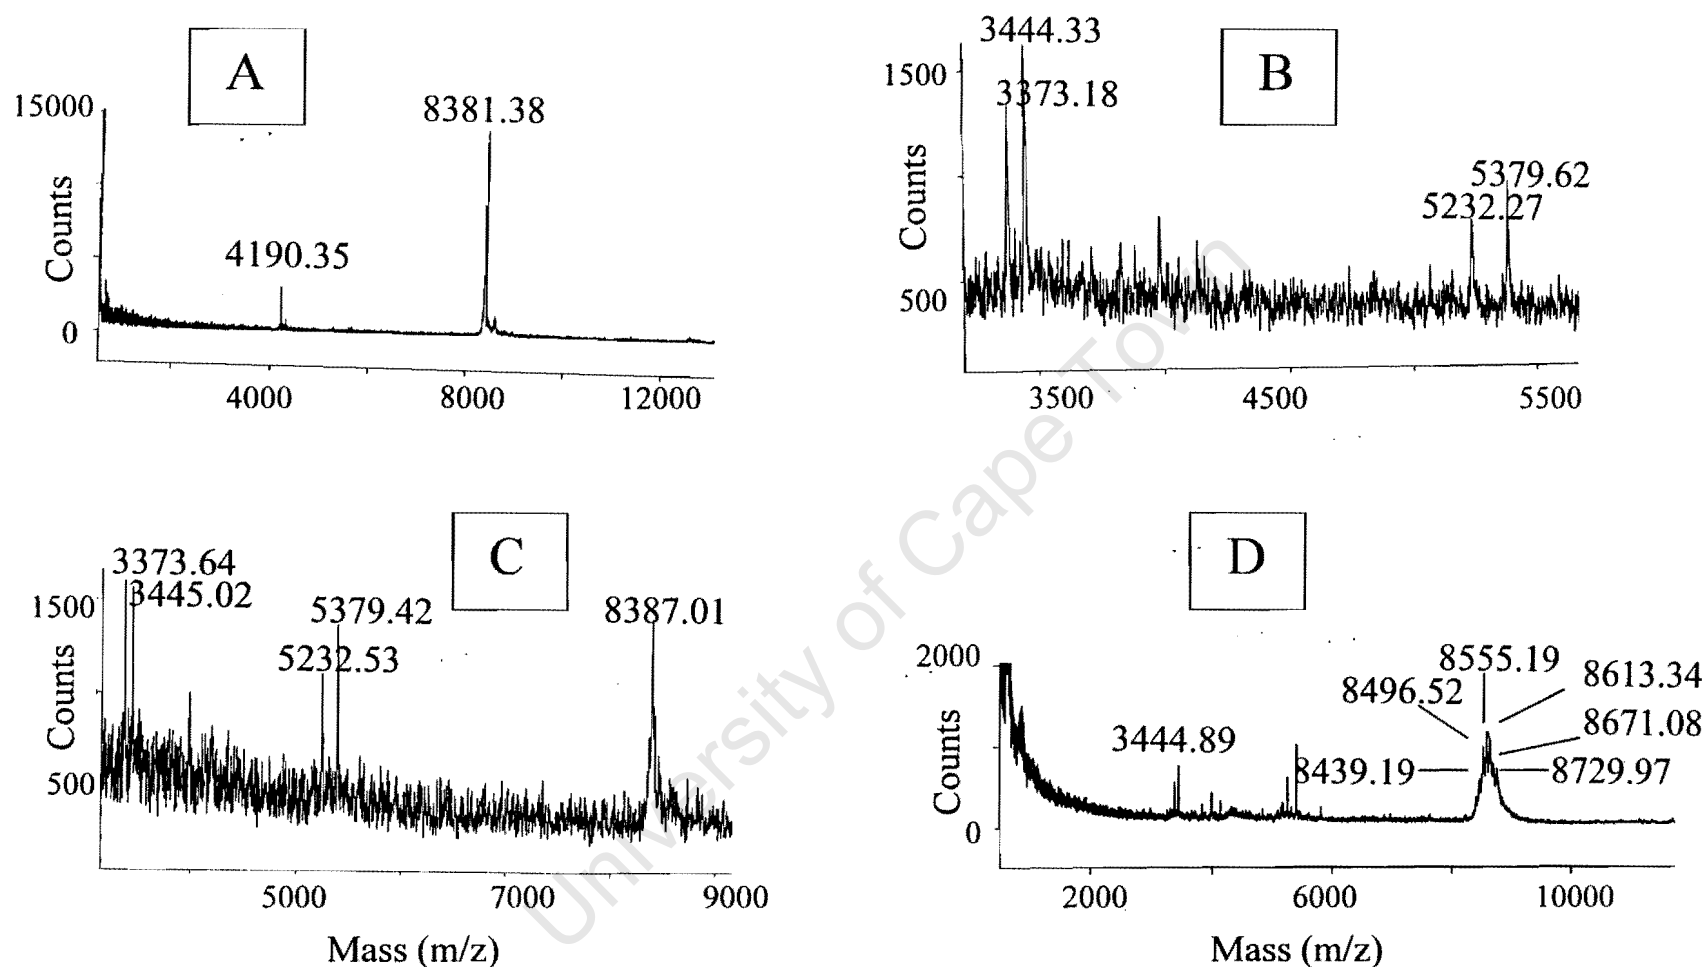 A
15000
8381.38
4190.35
0
Counts
4000 8000 12000
B
3444.33
1500
3373.18
5379.62
5232.27
500
Counts
3500 4500 5500
C
3373.64
3445.02
1500
5379.42
8387.01
5232.53
500
Counts
5000 7000 9000
Mass (m/z)
D
2000
8555.19
8613.34
8496.52
8671.08
3444.89
8439.19
8729.97
0
Counts
2000 6000 10000
Mass (m/z)
University of Cape Town